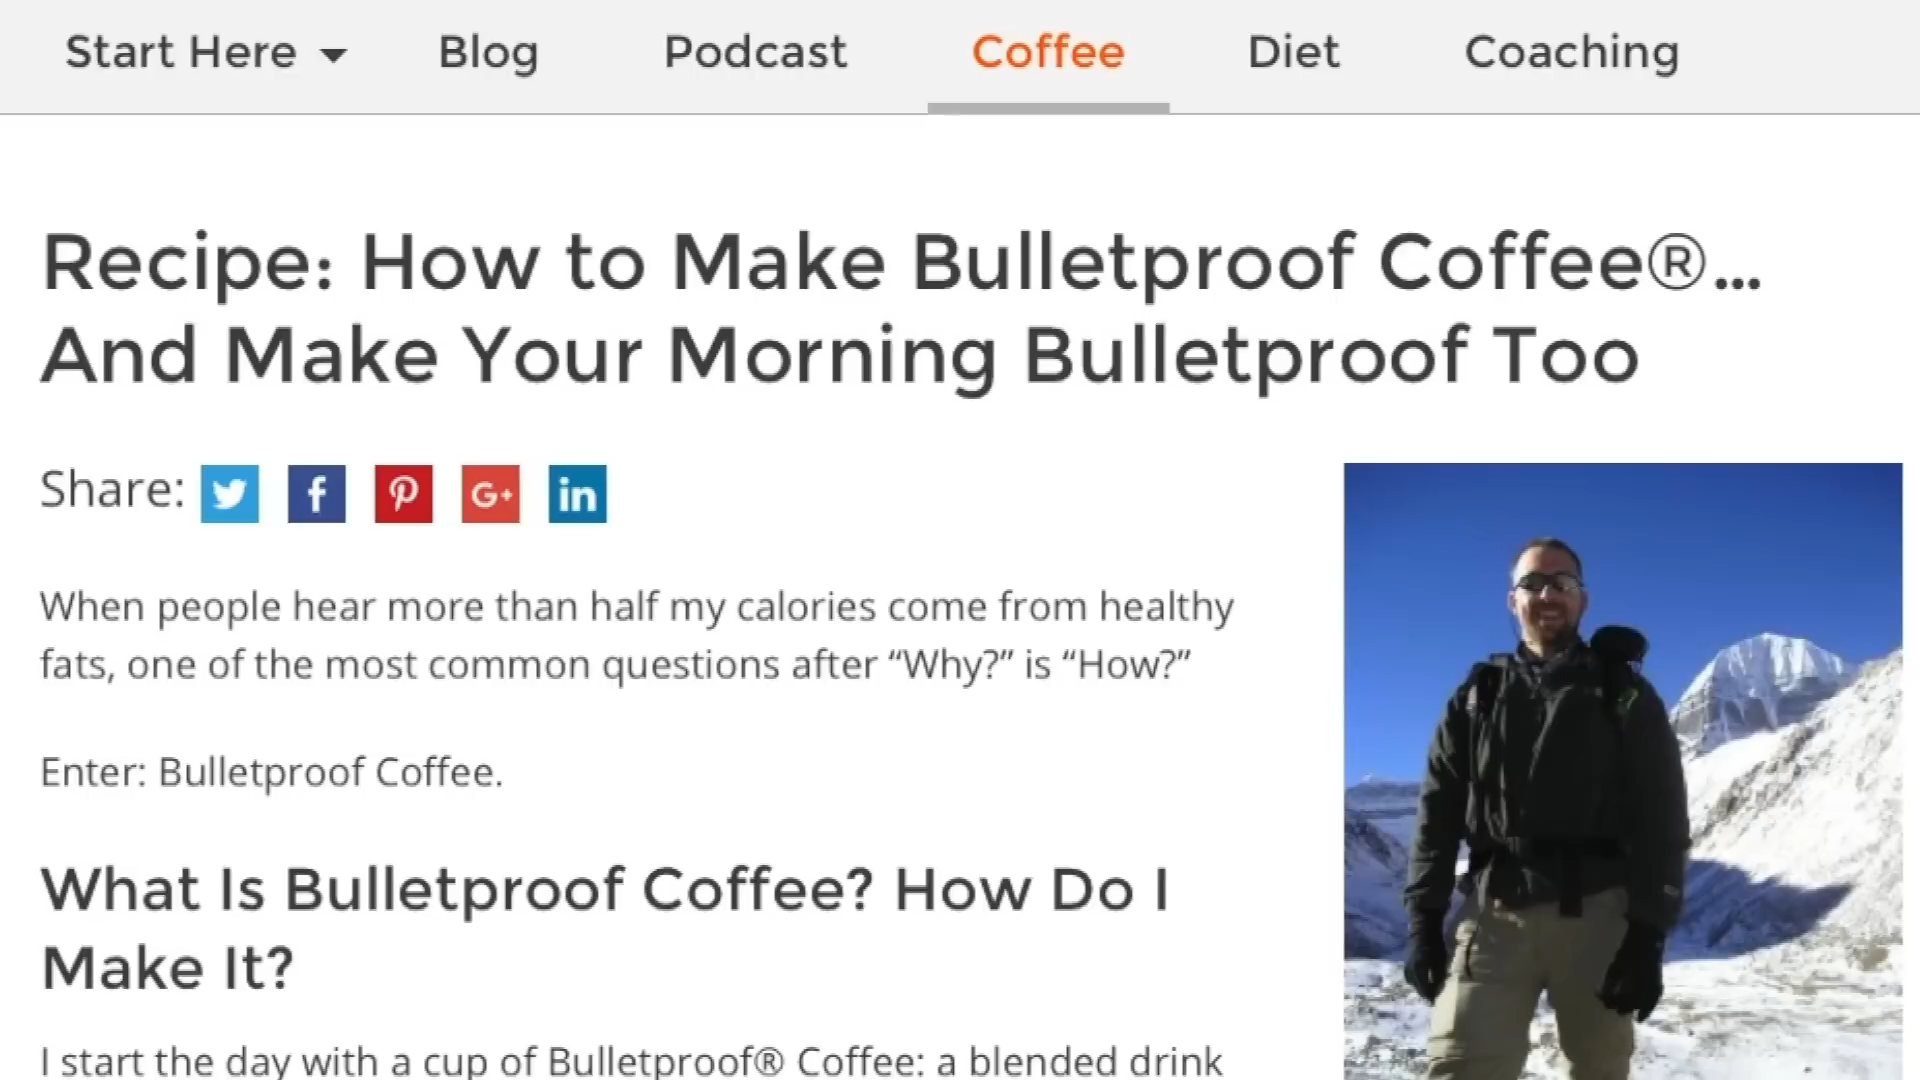 Start Here Blog Podcast Coffee Diet Coaching
Recipe: How to Make Bulletproof Coffee®...
And Make Your Morning Bulletproof Too
Share: f G+ in
When people hear more than half my calories come from healthy
fats, one of the most common questions after “Why?” is “How?”
Enter: Bulletproof Coffee.
What Is Bulletproof Coffee? How Do I
Make It?
I start the day with a cup of Bulletproof® Coffee: a blended drink